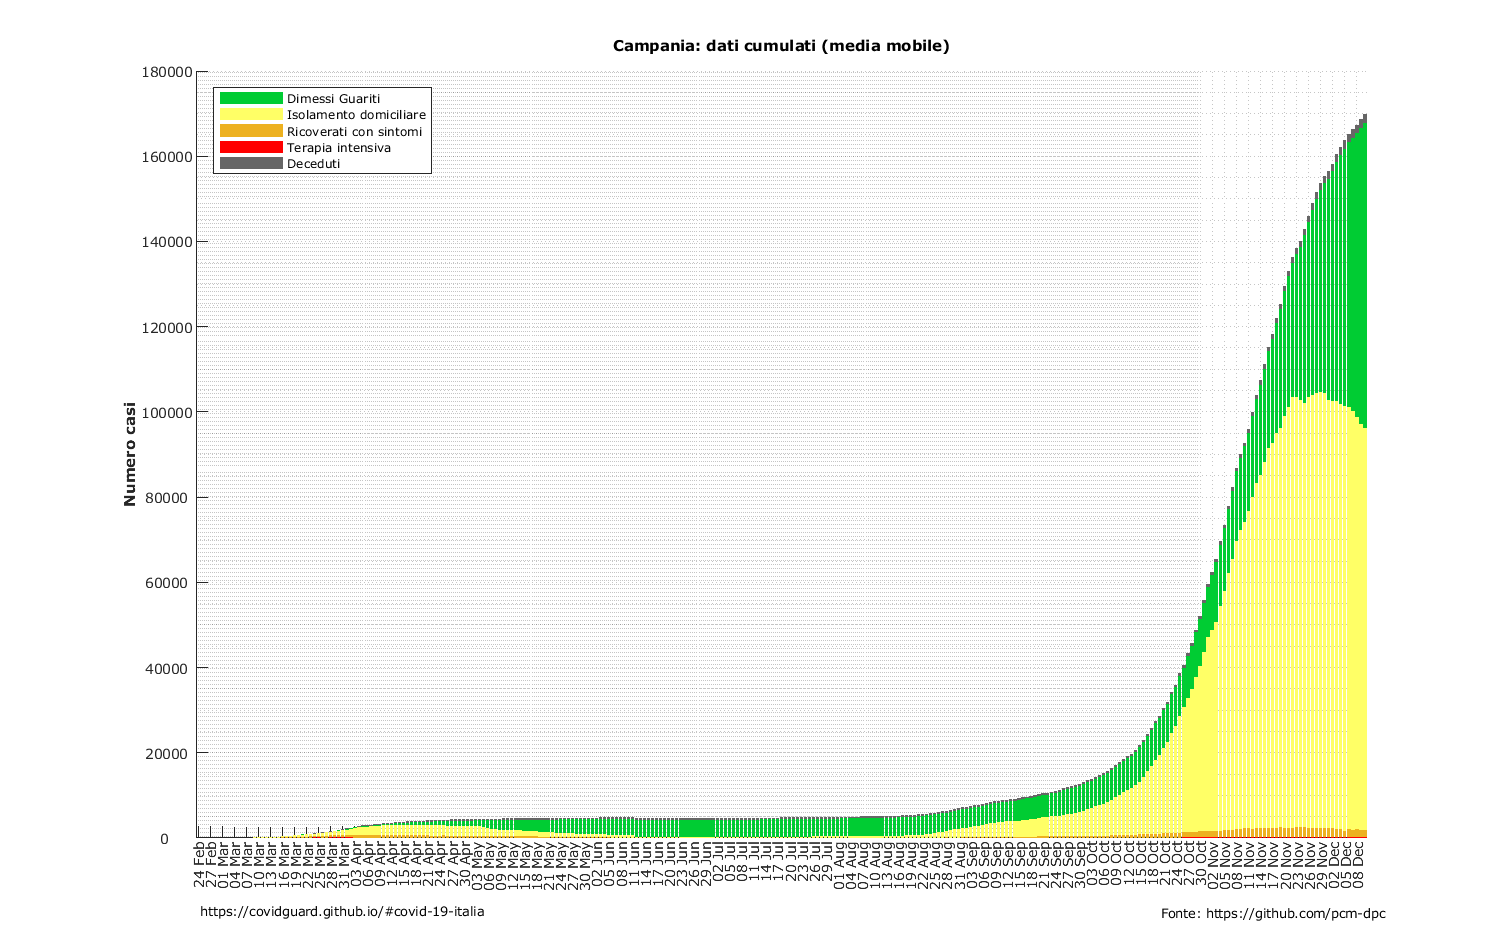 Campania: dati cumulati (media mobile)
180000
160000
140000
120000
100000
80000
60000
40000
20000
0
Numero casi
Dimessi Guariti
Isolamento domiciliare
Ricoverati con sintomi
Terapia intensiva
Deceduti
24 Feb
27 Feb
01 Mar
04 Mar
07 Mar
10 Mar
13 Mar
16 Mar
19 Mar
22 Mar
25 Mar
28 Mar
31 Mar
03 Apr
06 Apr
09 Apr
12 Apr
15 Apr
18 Apr
21 Apr
24 Apr
27 Apr
30 Apr
03 May
06 May
09 May
12 May
15 May
18 May
21 May
24 May
27 May
30 May
02 Jun
05 Jun
08 Jun
11 Jun
14 Jun
17 Jun
20 Jun
23 Jun
26 Jun
29 Jun
02 Jul
05 Jul
08 Jul
11 Jul
14 Jul
17 Jul
20 Jul
23 Jul
26 Jul
29 Jul
01 Aug
04 Aug
07 Aug
10 Aug
13 Aug
16 Aug
19 Aug
22 Aug
25 Aug
28 Aug
31 Aug
03 Sep
06 Sep
09 Sep
12 Sep
15 Sep
18 Sep
21 Sep
24 Sep
27 Sep
30 Sep
03 Oct
06 Oct
09 Oct
12 Oct
15 Oct
18 Oct
21 Oct
24 Oct
27 Oct
30 Oct
02 Nov
05 Nov
08 Nov
11 Nov
14 Nov
17 Nov
20 Nov
23 Nov
26 Nov
29 Nov
02 Dec
05 Dec
08 Dec
https://covidguard.github.io/#covid-19-italia
Fonte: https://github.com/pcm-dpc